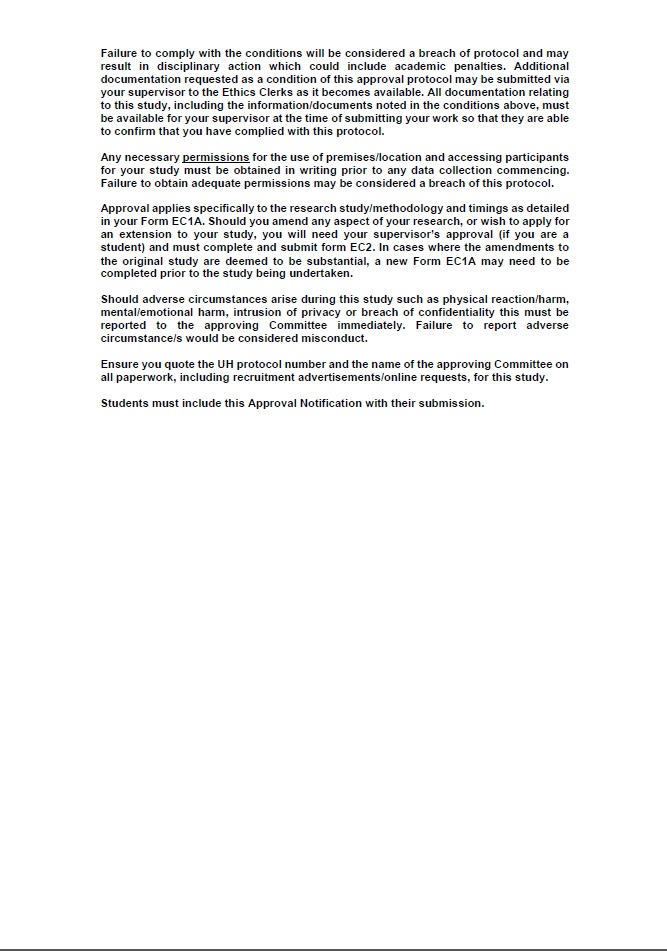 Failure to comply with the conditions will be considered a breach of protocol and may
result in disciplinary action which could include academic penalties. Additional
documentation requested as a condition of this approval protocol may be submitted via
your supervisor to the Ethics Clerks as it becomes available. All documentation relating
to this study, including the information/documents noted in the conditions above, must
be available for your supervisor at the time of submitting your work so that they are able
to confirm that you have complied with this protocol.
Any necessary permissions for the use of premises/location and accessing participants
for your study must be obtained in writing prior to any data collection commencing.
Failure to obtain adequate permissions may be considered a breach of this protocol.
Approval applies specifically to the research study/methodology and timings as detailed
in your Form EC1A. Should you amend any aspect of your research, or wish to apply for
an extension to your study, you will need your supervisor's approval (if you are a
student) and must complete and submit form EC2. In cases where the amendments to
the original study are deemed to be substantial, a new Form EC1A may need to be
completed prior to the study being undertaken.
Should adverse circumstances arise during this study such as physical reaction/harm,
mental/emotional harm, intrusion of privacy or breach of confidentiality this must be
reported to the approving Committee immediately. Failure to report adverse
circumstance/s would be considered misconduct.
Ensure you quote the UH protocol number and the name of the approving Committee on
all paperwork, including recruitment advertisements/online requests, for this study.
Students must include this Approval Notification with their submission.